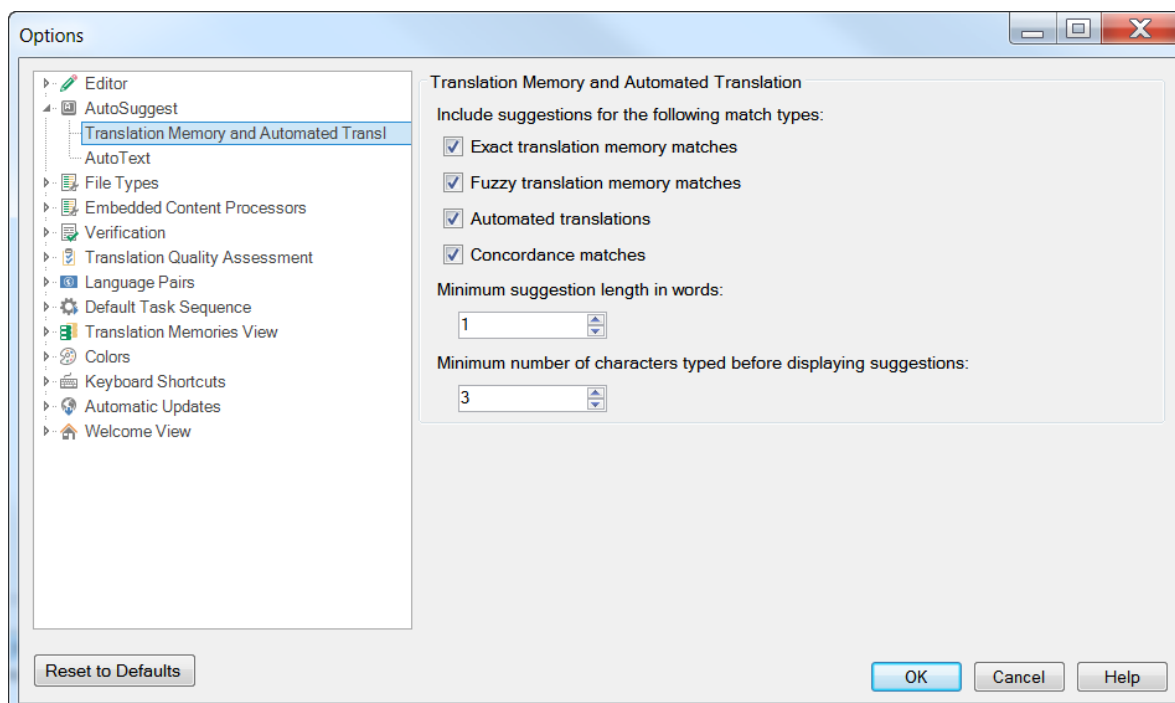 Options
Editor
AutoSuggest
Translation Memory and Automated Transl
AutoText
File Types
Embedded Content Processors
Verification
Translation Quality Assessment
Language Pairs
Default Task Sequence
Translation Memories View
Colors
Keyboard Shortcuts
Automatic Updates
Welcome View
Translation Memory and Automated Translation
Include suggestions for the following match types:
Exact translation memory matches
Fuzzy translation memory matches
Automated translations
Concordance matches
Minimum suggestion length in words:
1
Minimum number of characters typed before displaying suggestions:
3
Reset to Defaults
OK
Cancel
Help